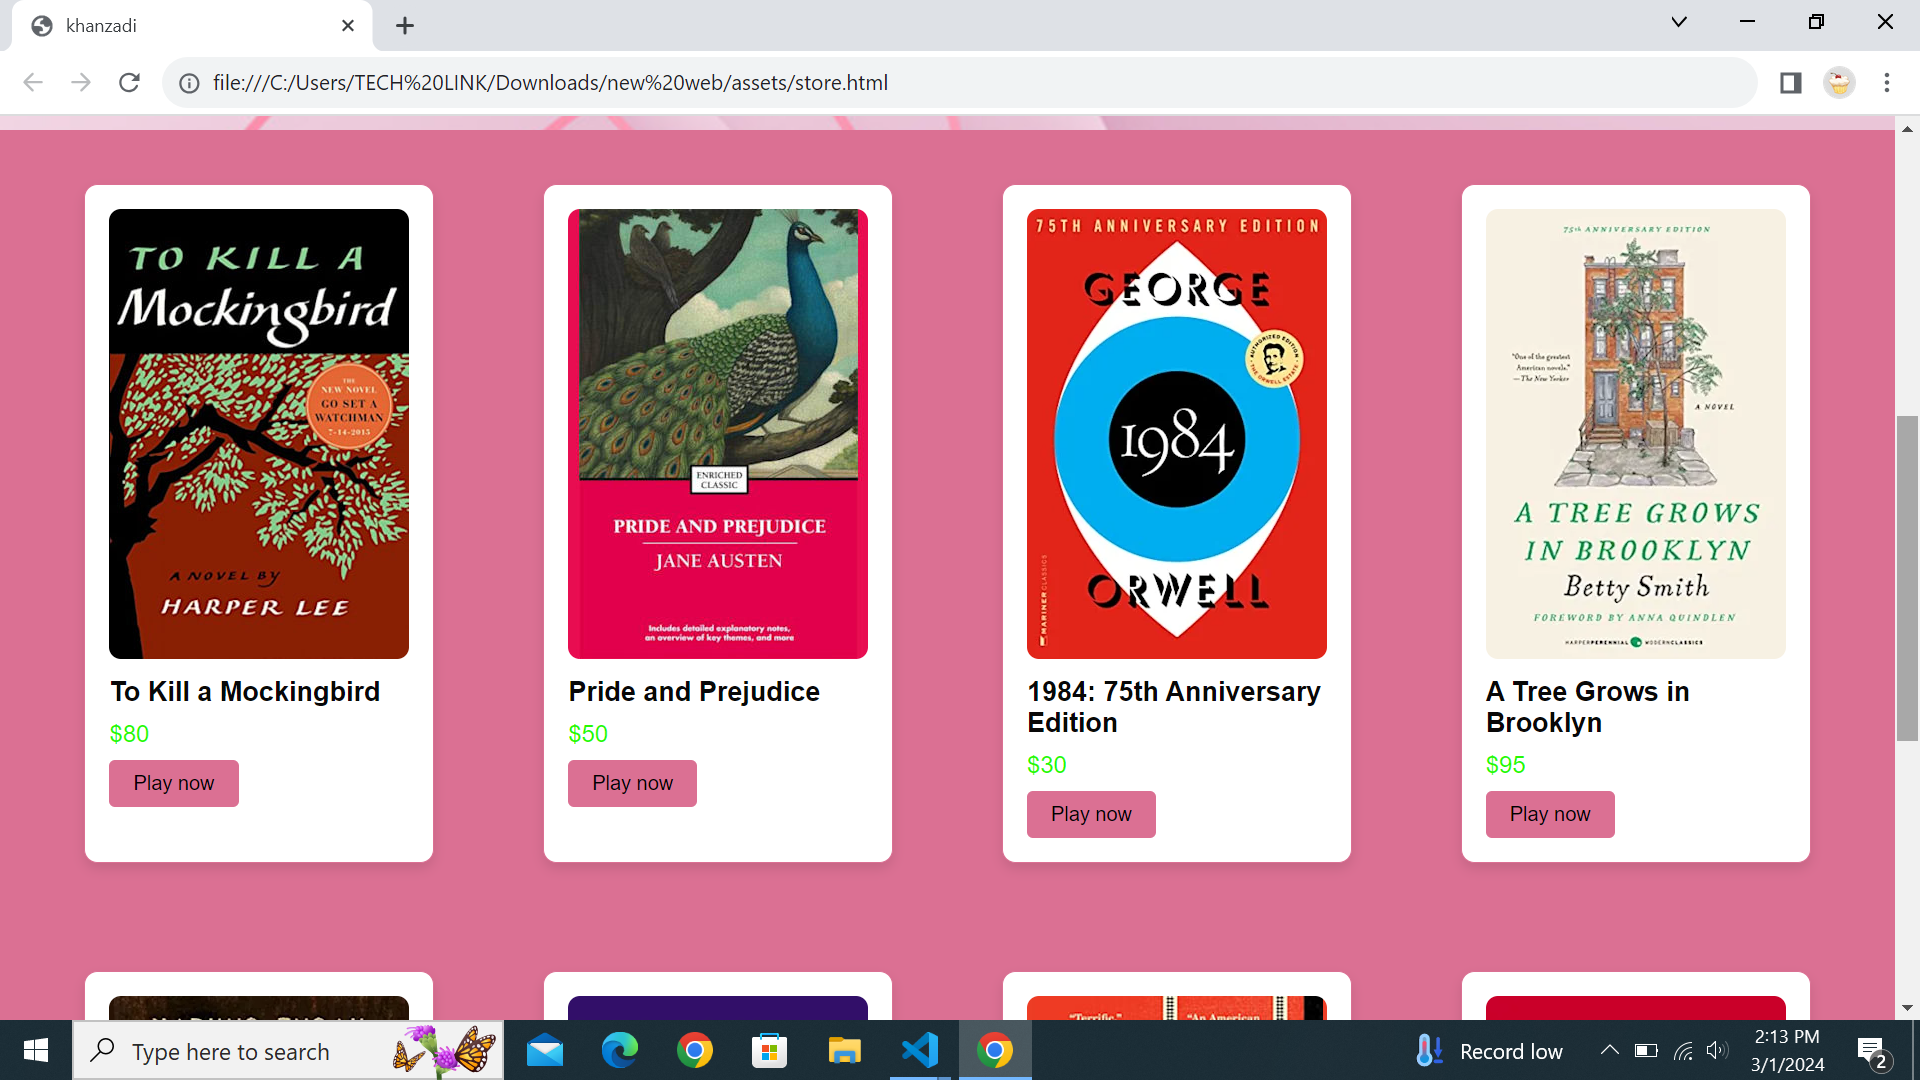 khanzadi
file:///C:/Users/TECH%20LINK/Downloads/new%20web/assets/store.html
TO KILL A
Mockingbird
THE
NEW NOVEL
GO SET A
WATCHMAN
7-14-2015
A NOVEL BY
HARPER LEE
To Kill a Mockingbird
$80
Play now
ENRICHED
CLASSIC
PRIDE AND PREJUDICE
JANE AUSTEN
Includes detailed explanatory notes,
an overview of key themes, and more
Pride and Prejudice
$50
Play now
75TH ANNIVERSARY EDITION
GEORGE
AUTHORIZED EDITION
THE ORWELL ESTATE
1984
ORWELL
MARINER CLASSICS
1984: 75th Anniversary
Edition
$30
Play now
75th ANNIVERSARY EDITION
"One of the greatest
American novels."
—The New Yorker
A NOVEL
A TREE GROWS
IN BROOKLYN
Betty Smith
FOREWORD BY ANNA QUINDLEN
HARPERPERENNIAL MODERNCLASSICS
A Tree Grows in
Brooklyn
$95
Play now
"Terrific."
"An American
Type here to search
Record low
2:13 PM
3/1/2024
2